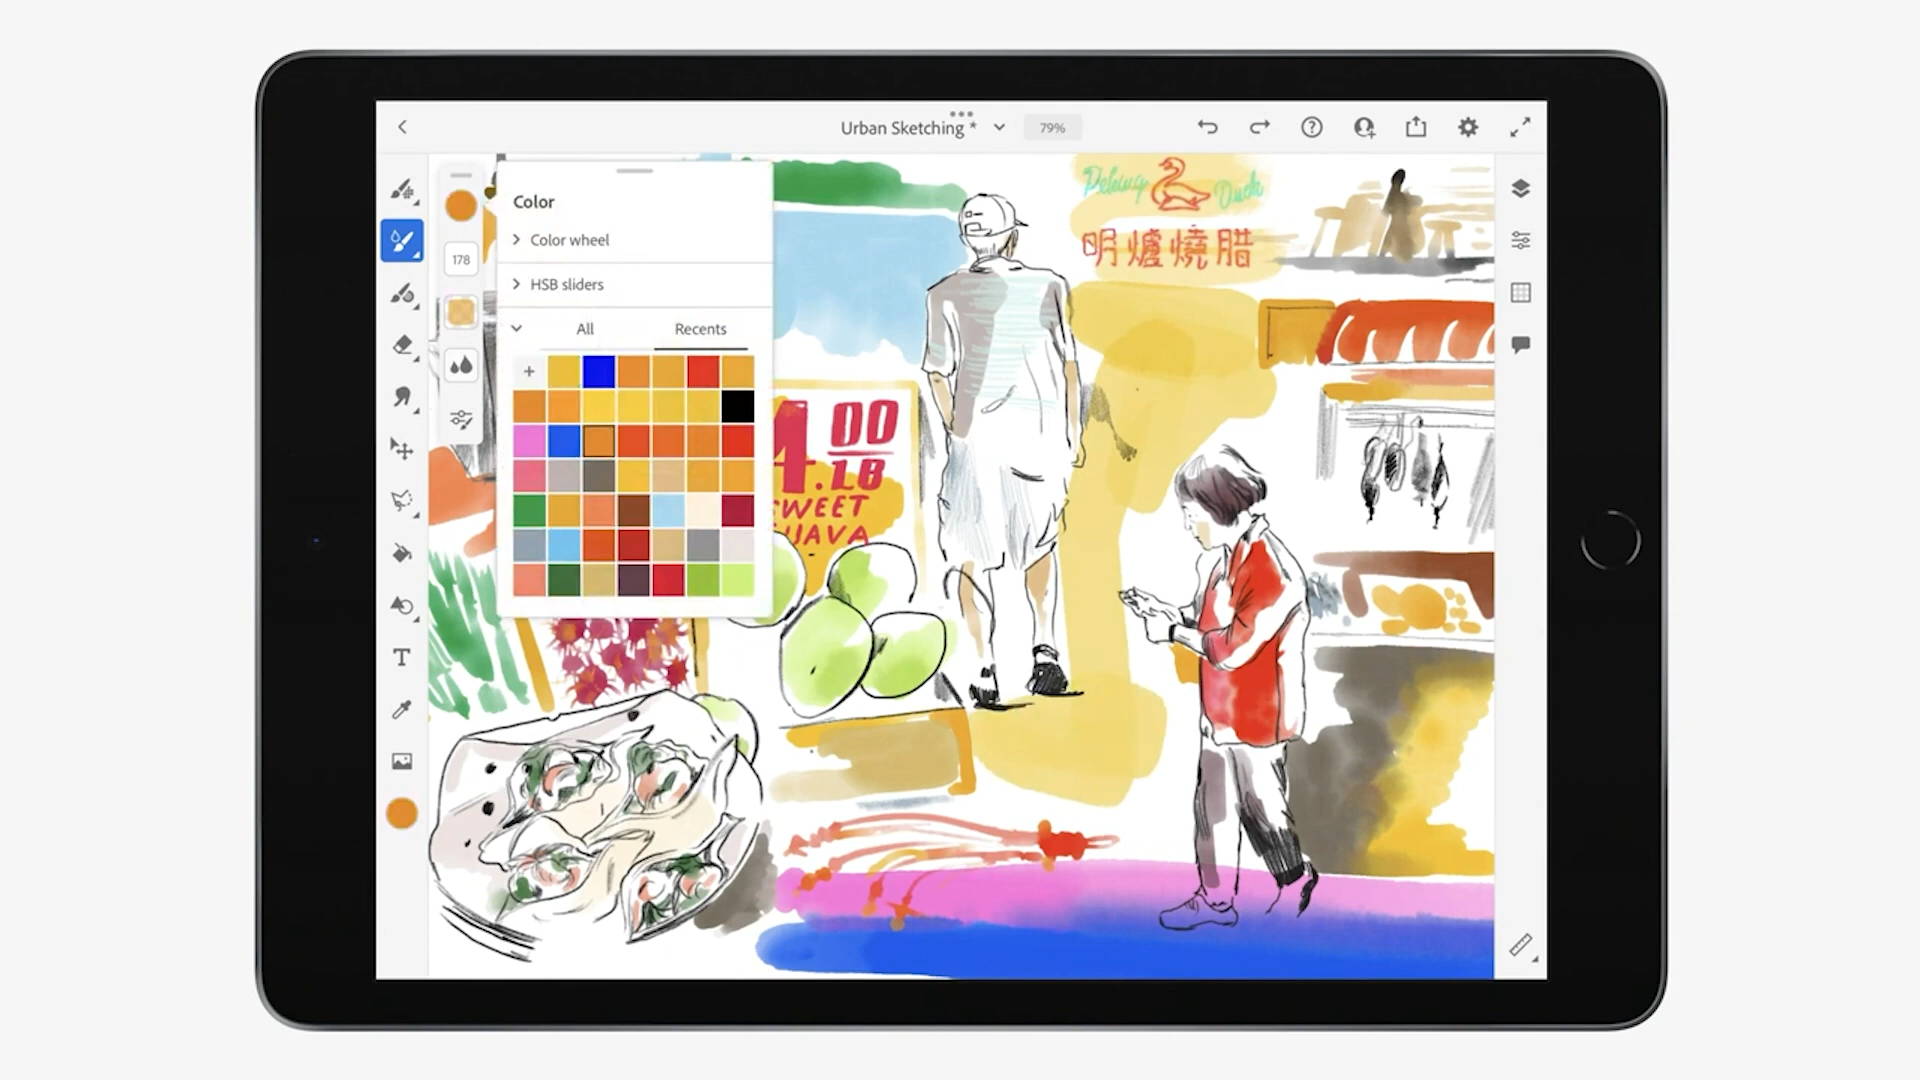 Urban Sketching *
79%
178
Color
Color wheel
HSB sliders
All
Recents
+
T
Peking Duck
明爐燒腊
4.00
LB
SWEET
UAVA